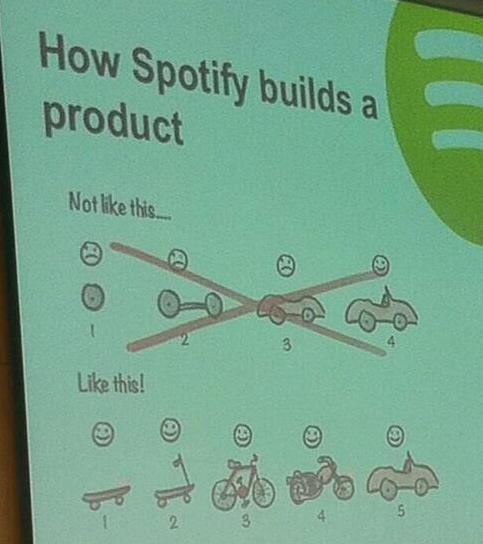 How Spotify builds a
product
Not like this....
1 2 3 4
Like this!
1 2 3 4 5